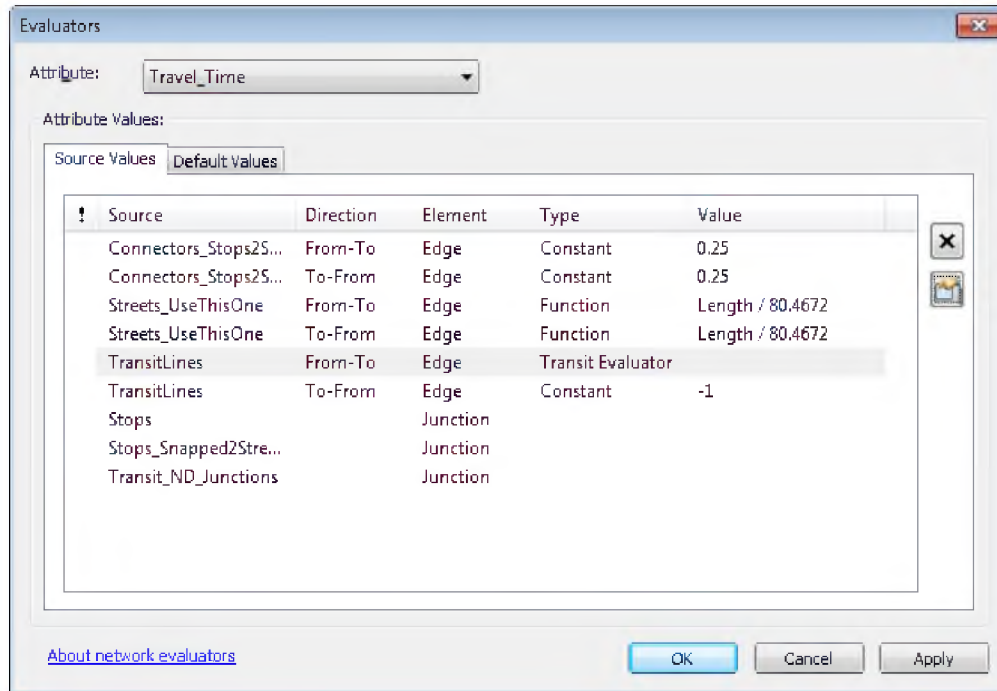 Evaluators
Attribute: Travel_Time
Attribute Values:
Source Values Default Values
! Source Direction Element Type Value
Connectors_Stops2S... From-To Edge Constant 0.25
Connectors_Stops2S... To-From Edge Constant 0.25
Streets_UseThisOne From-To Edge Function Length / 80.4672
Streets_UseThisOne To-From Edge Function Length / 80.4672
TransitLines From-To Edge Transit Evaluator
TransitLines To-From Edge Constant -1
Stops Junction
Stops_Snapped2Stre... Junction
Transit_ND_Junctions Junction
About network evaluators OK Cancel Apply